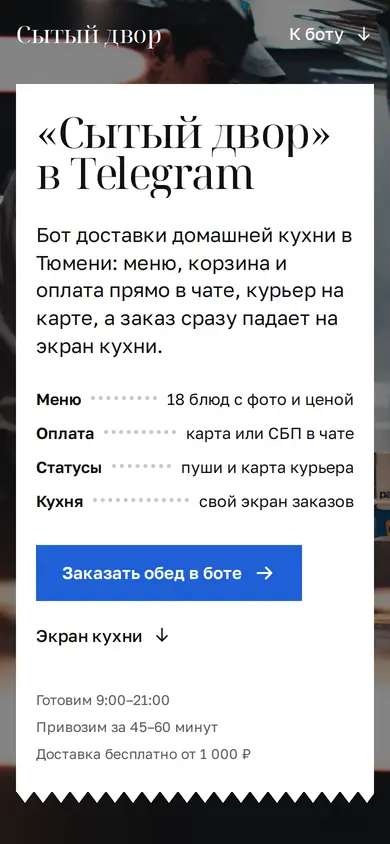 Сытый двор
К боту ↓
«Сытый двор»
в Telegram
Бот доставки домашней кухни в
Тюмени: меню, корзина и
оплата прямо в чате, курьер на
карте, а заказ сразу падает на
экран кухни.
Меню 18 блюд с фото и ценой
Оплата карта или СБП в чате
Статусы пуши и карта курьера
Кухня свой экран заказов
Заказать обед в боте →
Экран кухни ↓
Готовим 9:00–21:00
Привозим за 45–60 минут
Доставка бесплатно от 1 000 ₽